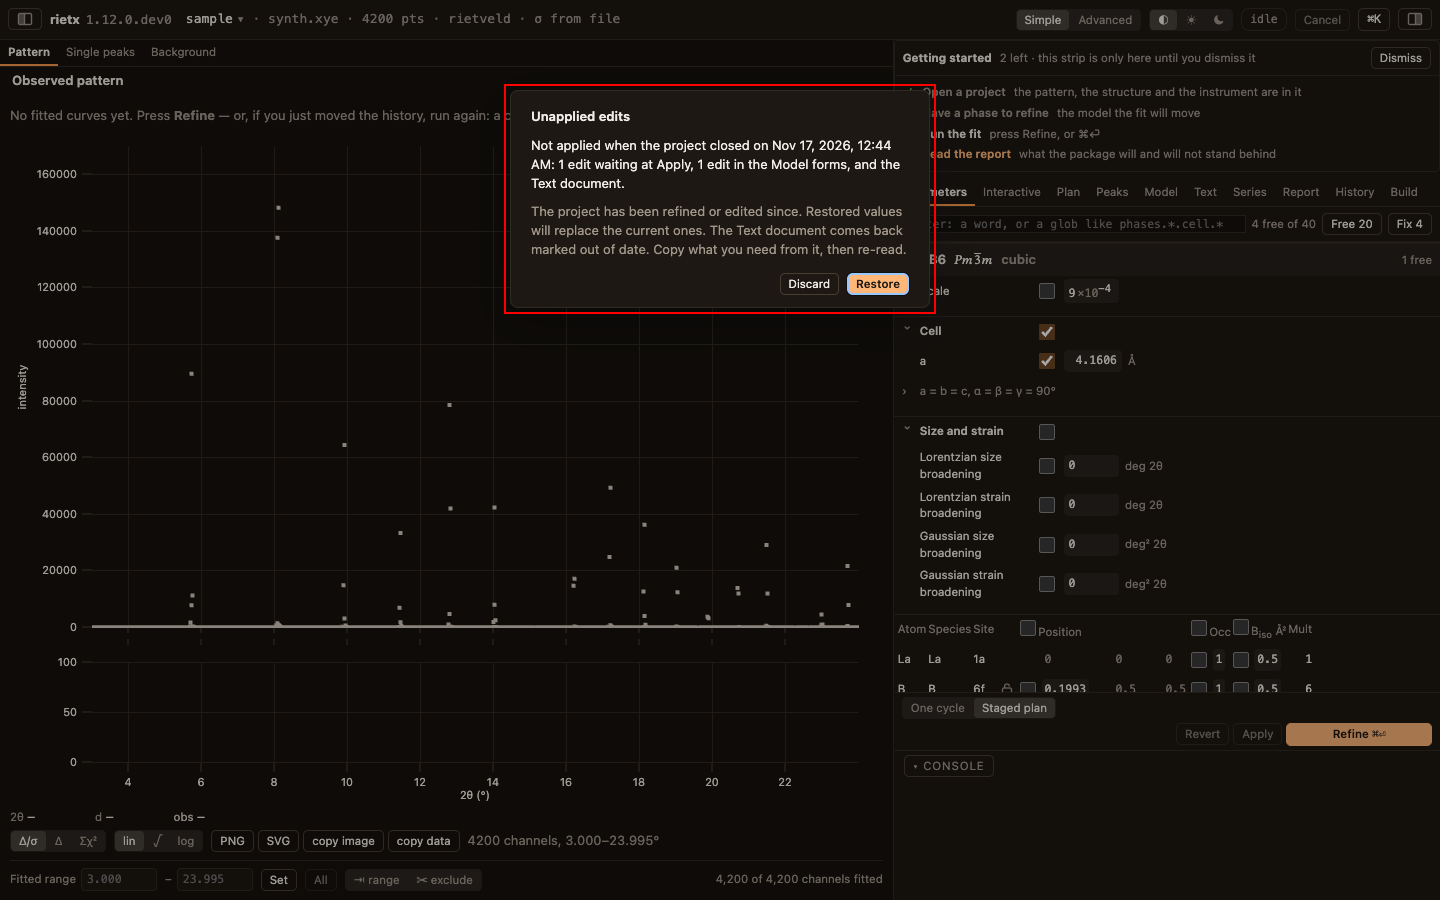 rietx 1.12.0.dev0 sample ▾ · synth.xye · 4200 pts · rietveld · σ from file
Simple Advanced idle Cancel ⌘K
Pattern Single peaks Background
Observed pattern
No fitted curves yet. Press Refine — or, if you just moved the history, run again: a
Getting started 2 left · this strip is only here until you dismiss it Dismiss
Open a project the pattern, the structure and the instrument are in it
ave a phase to refine the model the fit will move
un the fit press Refine, or ⌘⏎
ead the report what the package will and will not stand behind
Unapplied edits
Not applied when the project closed on Nov 17, 2026, 12:44
AM: 1 edit waiting at Apply, 1 edit in the Model forms, and the
Text document.
The project has been refined or edited since. Restored values
will replace the current ones. The Text document comes back
marked out of date. Copy what you need from it, then re-read.
Discard Restore
meters Interactive Plan Peaks Model Text Series Report History Build
ter: a word, or a glob like phases.*.cell.* 4 free of 40 Free 20 Fix 4
B6 Pm3̅m cubic 1 free
cale 9×10⁻⁴
Cell
a 4.1606 Å
a = b = c, α = β = γ = 90°
Size and strain
Lorentzian size
broadening 0 deg 2θ
Lorentzian strain
broadening 0 deg 2θ
Gaussian size
broadening 0 deg² 2θ
Gaussian strain
broadening 0 deg² 2θ
Atom Species Site Position Occ Biso Å² Mult
La La 1a 0 0 0 1 0.5 1
B B 6f 0.1993 0.5 0.5 1 0.5 6
One cycle Staged plan
Revert Apply Refine ⌘⏎
▾ CONSOLE
intensity
160000
140000
120000
100000
80000
60000
40000
20000
0
100
50
0
4 6 8 10 12 14 16 18 20 22
2θ (°)
2θ — d — obs —
Δ/σ Δ Σχ² lin √ log PNG SVG copy image copy data 4200 channels, 3.000–23.995°
Fitted range 3.000 – 23.995 Set All ⇥ range ✂ exclude 4,200 of 4,200 channels fitted